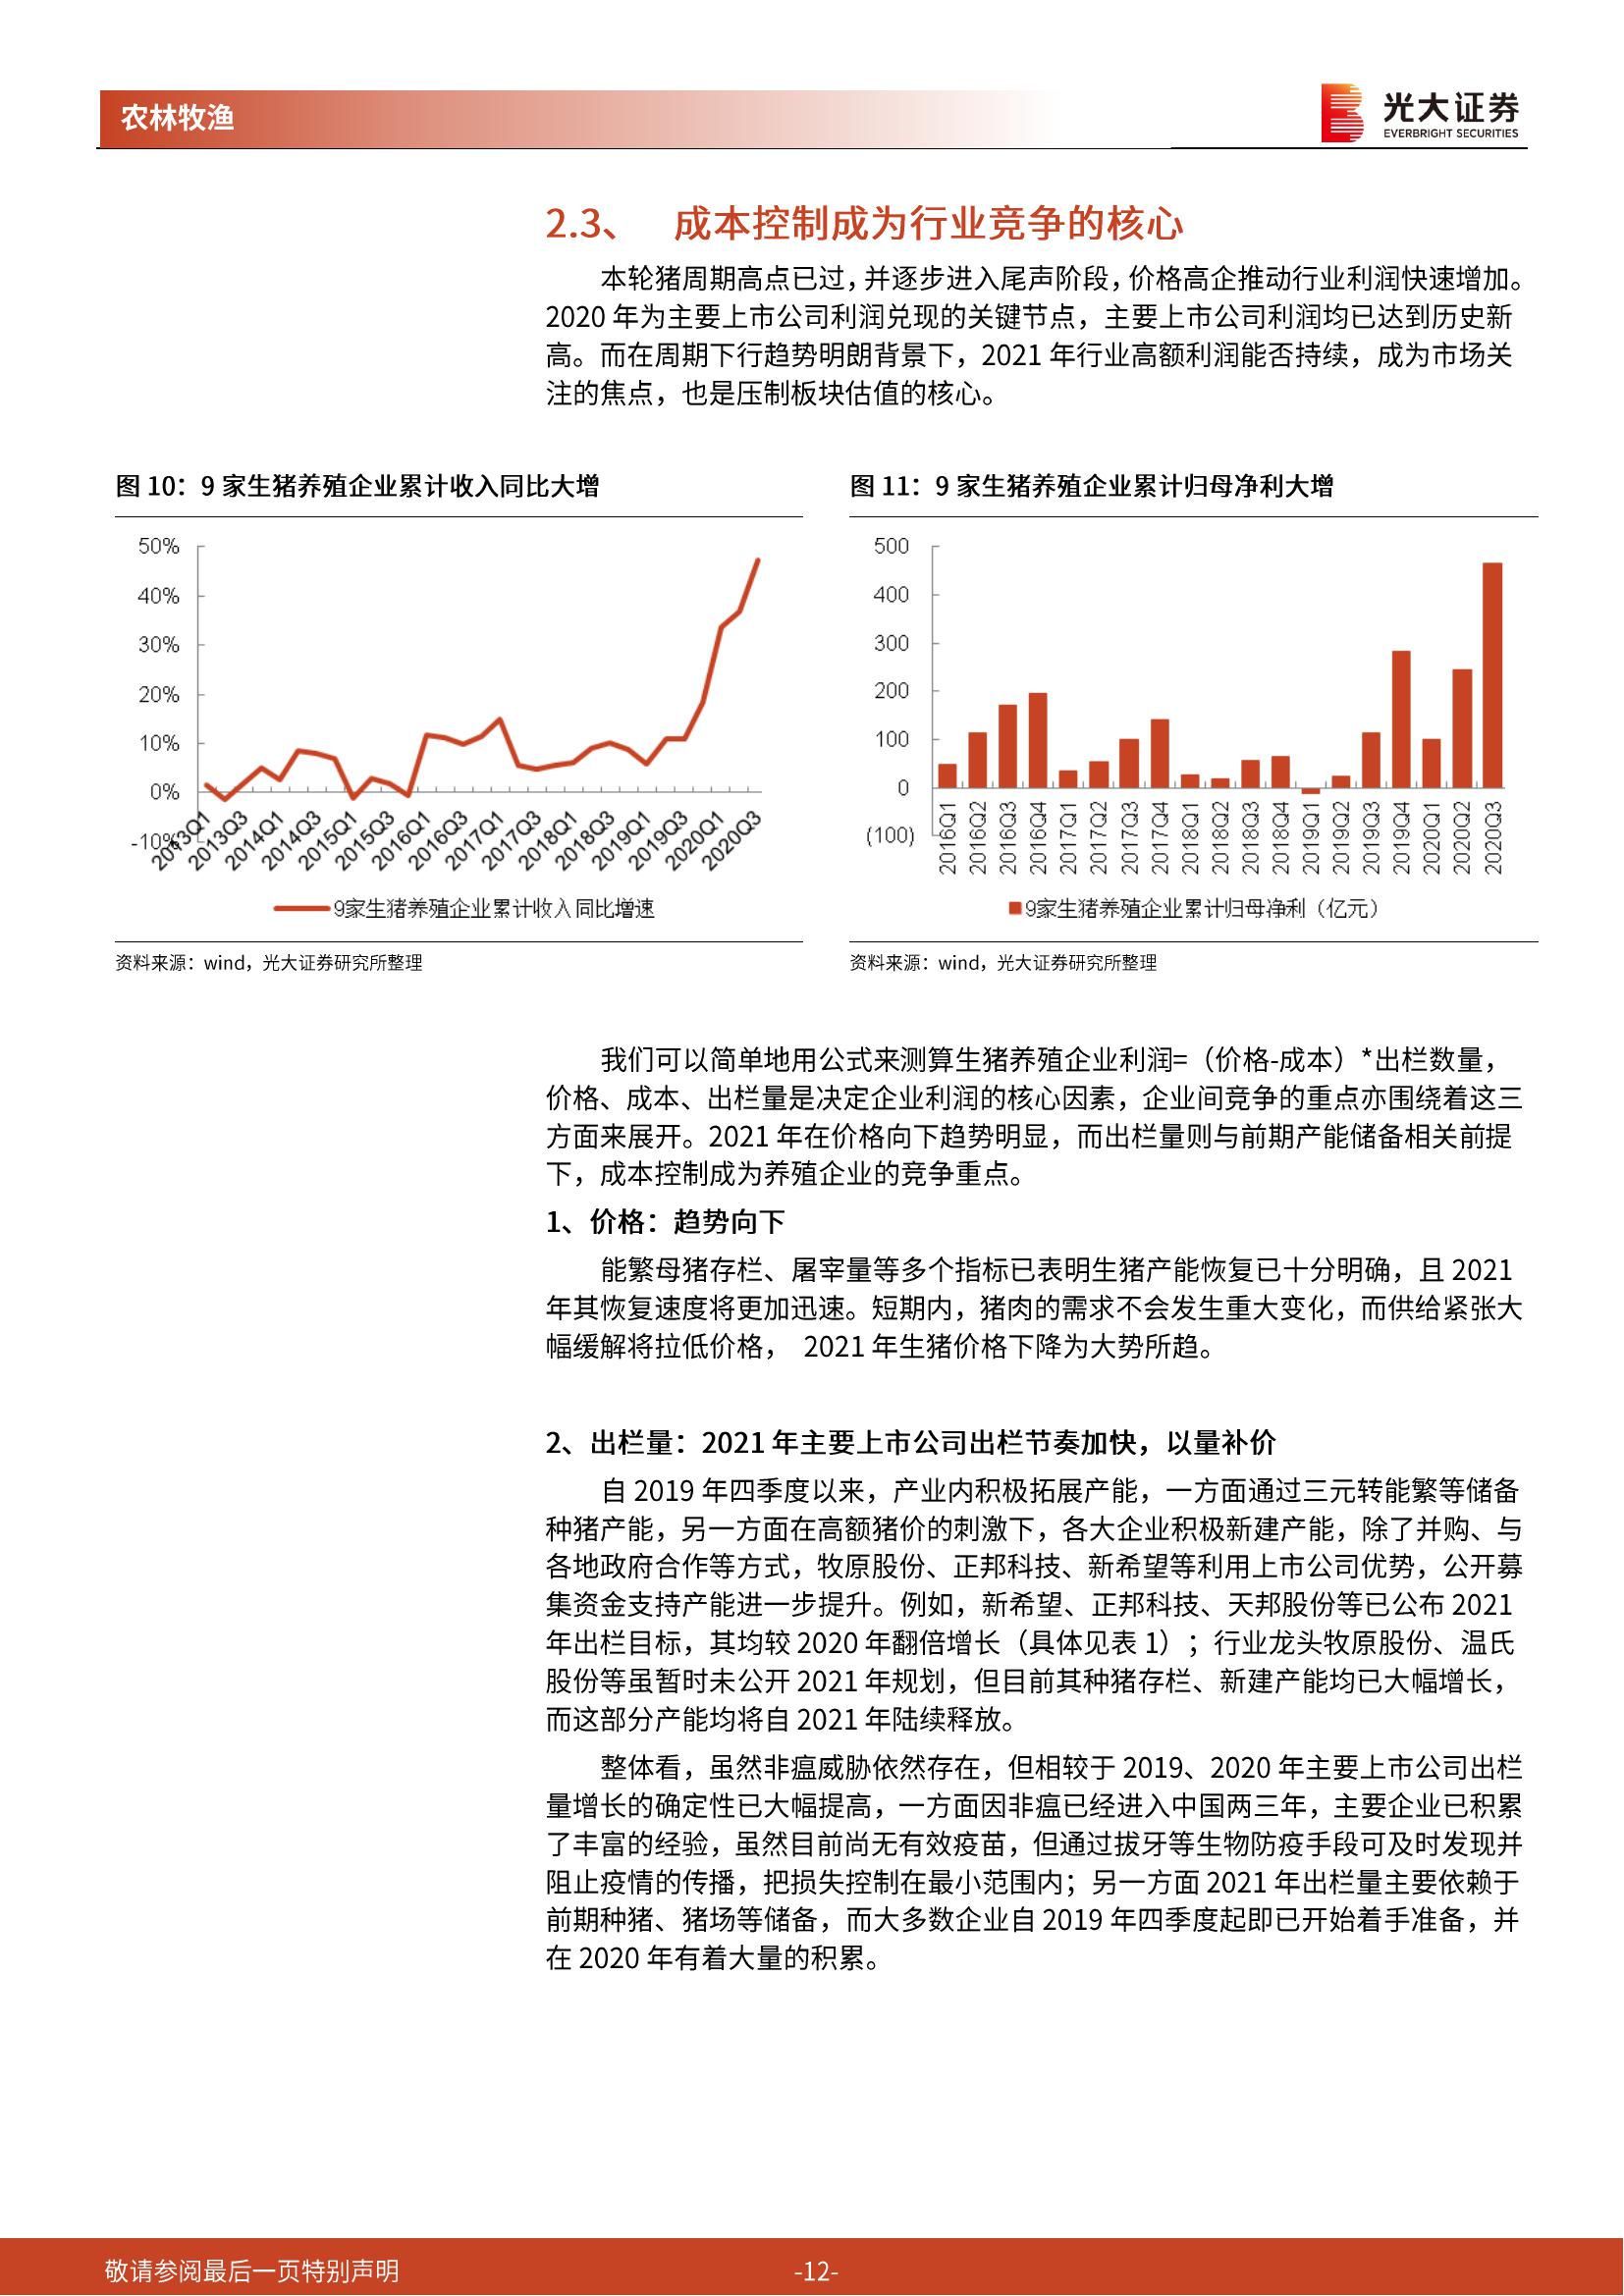 农林牧渔
光大证券
EVERBRIGHT SECURITIES
2.3、 成本控制成为行业竞争的核心
本轮猪周期高点已过，并逐步进入尾声阶段，价格高企推动行业利润快速增加。
2020 年为主要上市公司利润兑现的关键节点，主要上市公司利润均已达到历史新
高。而在周期下行趋势明朗背景下，2021 年行业高额利润能否持续，成为市场关
注的焦点，也是压制板块估值的核心。
图 10：9 家生猪养殖企业累计收入同比大增
50%
40%
30%
20%
10%
0%
-10%
2013Q1
2013Q3
2014Q1
2014Q3
2015Q1
2015Q3
2016Q1
2016Q3
2017Q1
2017Q3
2018Q1
2018Q3
2019Q1
2019Q3
2020Q1
2020Q3
9家生猪养殖企业累计收入同比增速
资料来源：wind，光大证券研究所整理
图 11：9 家生猪养殖企业累计归母净利大增
500
400
300
200
100
0
(100)
2016Q1
2016Q2
2016Q3
2016Q4
2017Q1
2017Q2
2017Q3
2017Q4
2018Q1
2018Q2
2018Q3
2018Q4
2019Q1
2019Q2
2019Q3
2019Q4
2020Q1
2020Q2
2020Q3
9家生猪养殖企业累计归母净利（亿元）
资料来源：wind，光大证券研究所整理
我们可以简单地用公式来测算生猪养殖企业利润=（价格-成本）*出栏数量，
价格、成本、出栏量是决定企业利润的核心因素，企业间竞争的重点亦围绕着这三
方面来展开。2021 年在价格向下趋势明显，而出栏量则与前期产能储备相关前提
下，成本控制成为养殖企业的竞争重点。
1、价格：趋势向下
能繁母猪存栏、屠宰量等多个指标已表明生猪产能恢复已十分明确，且 2021
年其恢复速度将更加迅速。短期内，猪肉的需求不会发生重大变化，而供给紧张大
幅缓解将拉低价格， 2021 年生猪价格下降为大势所趋。
2、出栏量：2021 年主要上市公司出栏节奏加快，以量补价
自 2019 年四季度以来，产业内积极拓展产能，一方面通过三元转能繁等储备
种猪产能，另一方面在高额猪价的刺激下，各大企业积极新建产能，除了并购、与
各地政府合作等方式，牧原股份、正邦科技、新希望等利用上市公司优势，公开募
集资金支持产能进一步提升。例如，新希望、正邦科技、天邦股份等已公布 2021
年出栏目标，其均较 2020 年翻倍增长（具体见表 1）；行业龙头牧原股份、温氏
股份等虽暂时未公开 2021 年规划，但目前其种猪存栏、新建产能均已大幅增长，
而这部分产能均将自 2021 年陆续释放。
整体看，虽然非瘟威胁依然存在，但相较于 2019、2020 年主要上市公司出栏
量增长的确定性已大幅提高，一方面因非瘟已经进入中国两三年，主要企业已积累
了丰富的经验，虽然目前尚无有效疫苗，但通过拔牙等生物防疫手段可及时发现并
阻止疫情的传播，把损失控制在最小范围内；另一方面 2021 年出栏量主要依赖于
前期种猪、猪场等储备，而大多数企业自 2019 年四季度起即已开始着手准备，并
在 2020 年有着大量的积累。
敬请参阅最后一页特别声明
-12-